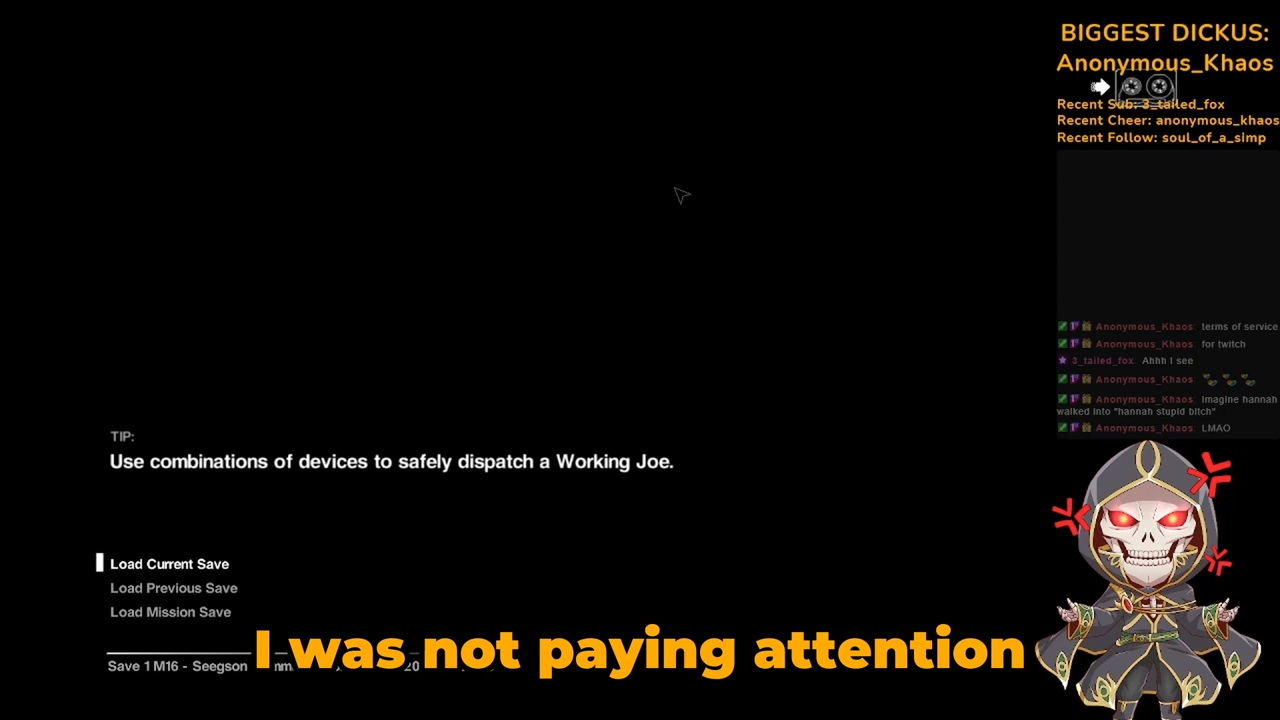 BIGGEST DICKUS:
Anonymous_Khaos
Recent Sub: 3_tailed_fox
Recent Cheer: anonymous_khaos
Recent Follow: soul_of_a_simp
Anonymous_Khaos: terms of service
Anonymous_Khaos: for twitch
3_tailed_fox: Ahhh I see
Anonymous_Khaos:
Anonymous_Khaos: Imagine hannah
walked into "hannah stupid bitch"
Anonymous_Khaos: LMAO
TIP:
Use combinations of devices to safely dispatch a Working Joe.
Load Current Save
Load Previous Save
Load Mission Save
Save 1 M16 - Seegson
I was not paying attention